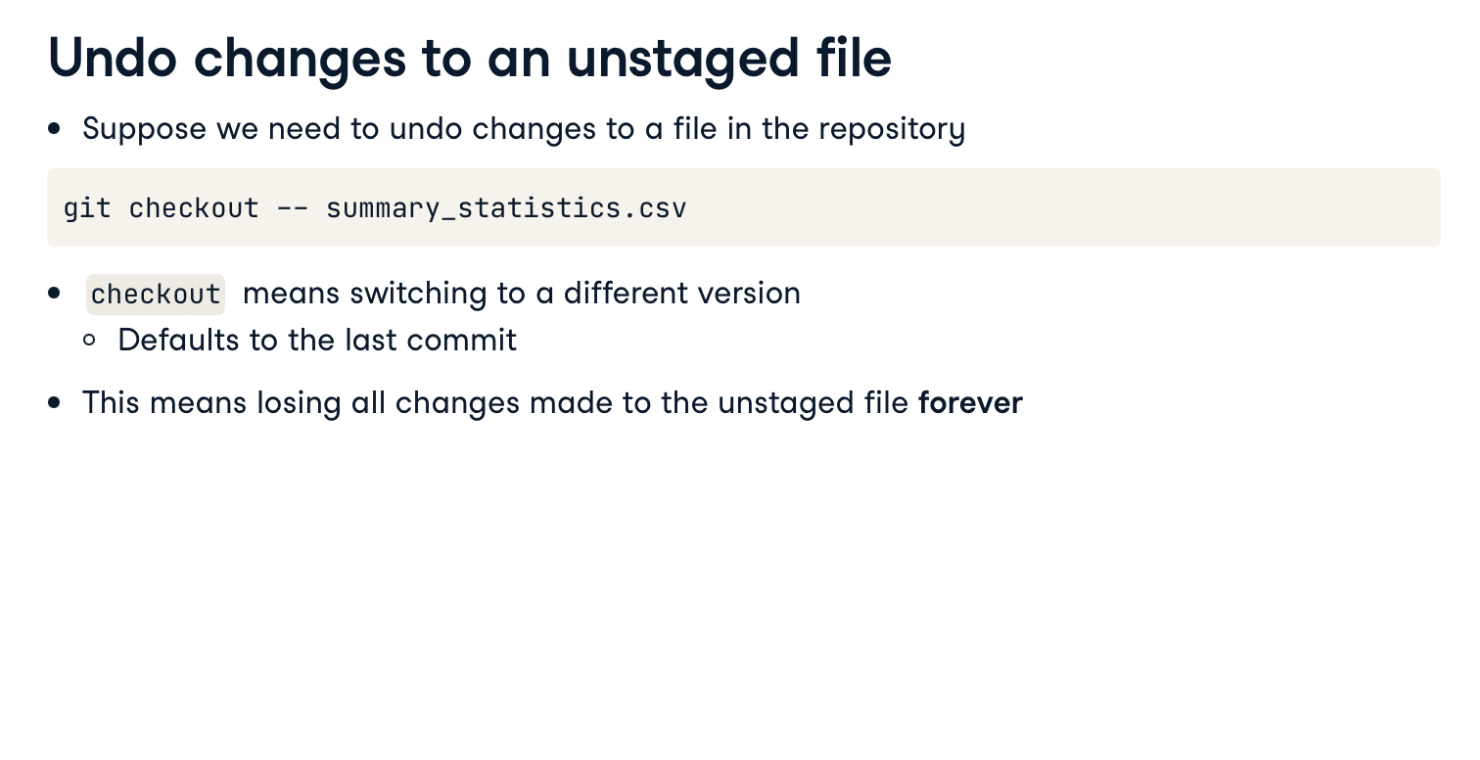 Undo changes to an unstaged file
Suppose we need to undo changes to a file in the repository
git checkout -- summary_statistics.csv
checkout means switching to a different version
Defaults to the last commit
This means losing all changes made to the unstaged file forever